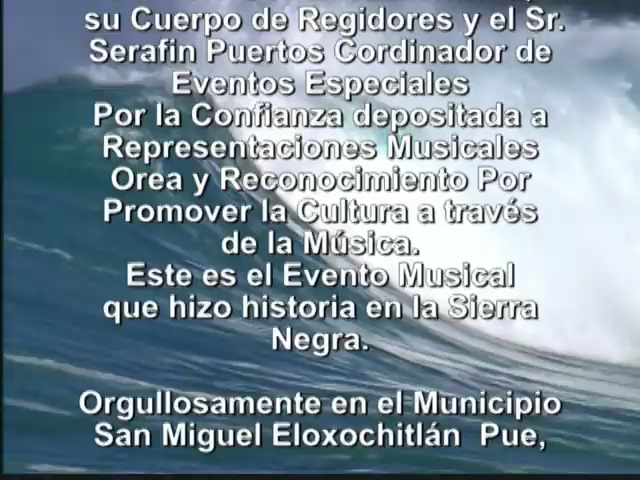 su Cuerpo de Regidores y el Sr.
Serafin Puertos Cordinador de
Eventos Especiales
Por la Confianza depositada a
Representaciones Musicales
Orea y Reconocimiento Por
Promover la Cultura a través
de la Música.
Este es el Evento Musical
que hizo historia en la Sierra
Negra.
Orgullosamente en el Municipio
San Miguel Eloxochitlán Pue,